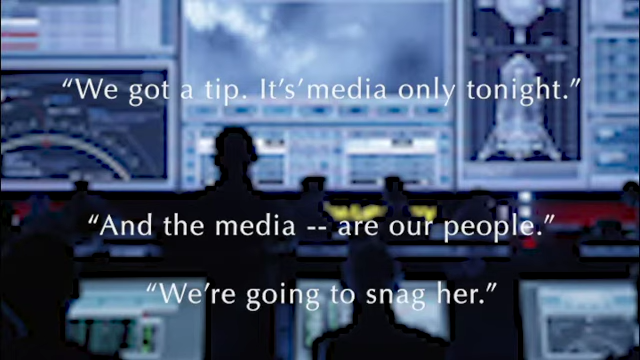 “We got a tip. It’s’media only tonight.”
“And the media -- are our people.”
“We’re going to snag her.”